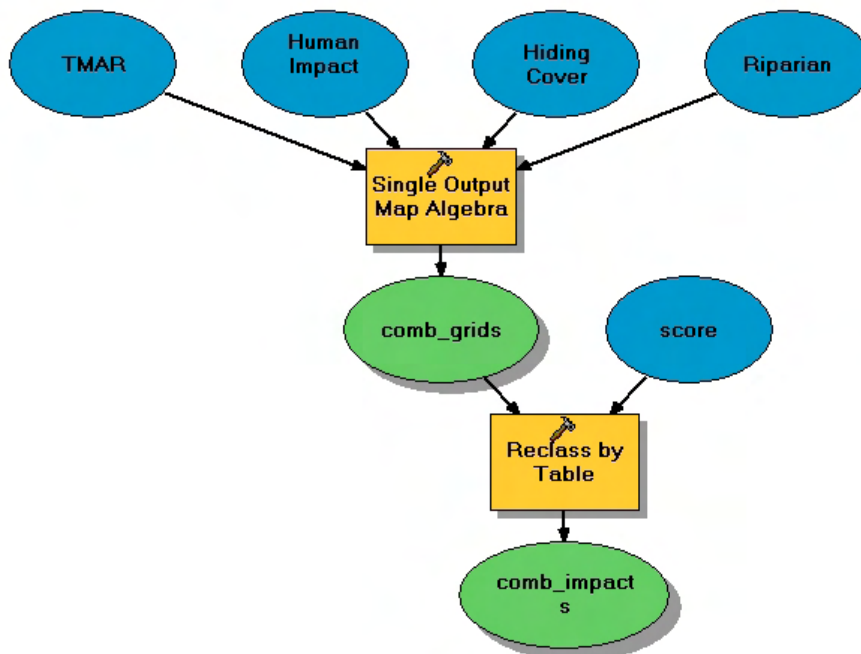 TMAR
Human
Impact
Hiding
Cover
Riparian
Single Output
Map Algebra
comb_grids
score
Reclass by
Table
comb_impact
s